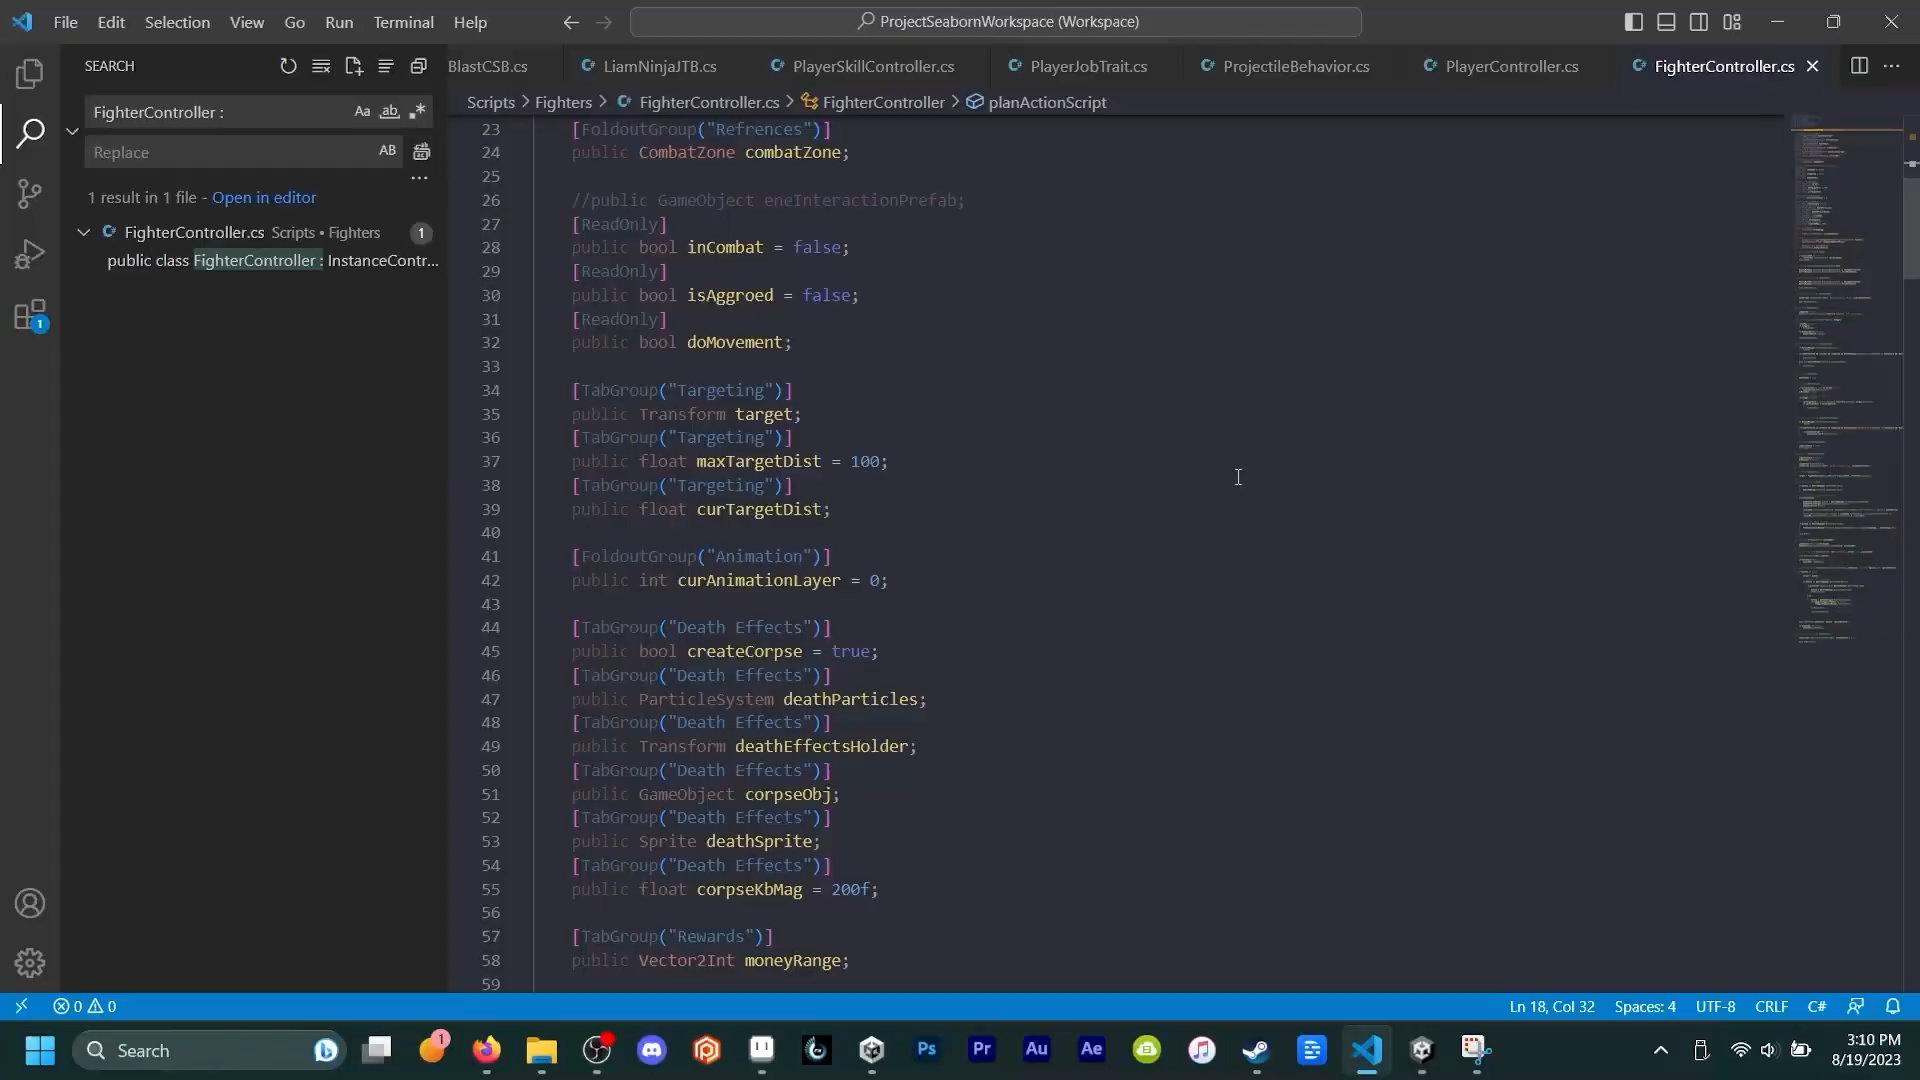 File Edit Selection View Go Run Terminal Help
ProjectSeabornWorkspace (Workspace)
SEARCH
BlastCSB.cs LiamNinjaJTB.cs PlayerSkillController.cs PlayerJobTrait.cs ProjectileBehavior.cs PlayerController.cs FighterController.cs
Scripts > Fighters > FighterController.cs > FighterController > planActionScript
FighterController :
Aa ab
Replace
AB
1 result in 1 file - Open in editor
FighterController.cs Scripts • Fighters 1
public class FighterController : InstanceContr...
1
23 [FoldoutGroup("Refrences")]
24 public CombatZone combatZone;
25
26 //public GameObject eneInteractionPrefab;
27 [ReadOnly]
28 public bool inCombat = false;
29 [ReadOnly]
30 public bool isAggroed = false;
31 [ReadOnly]
32 public bool doMovement;
33
34 [TabGroup("Targeting")]
35 public Transform target;
36 [TabGroup("Targeting")]
37 public float maxTargetDist = 100;
38 [TabGroup("Targeting")]
39 public float curTargetDist;
40
41 [FoldoutGroup("Animation")]
42 public int curAnimationLayer = 0;
43
44 [TabGroup("Death Effects")]
45 public bool createCorpse = true;
46 [TabGroup("Death Effects")]
47 public ParticleSystem deathParticles;
48 [TabGroup("Death Effects")]
49 public Transform deathEffectsHolder;
50 [TabGroup("Death Effects")]
51 public GameObject corpseObj;
52 [TabGroup("Death Effects")]
53 public Sprite deathSprite;
54 [TabGroup("Death Effects")]
55 public float corpseKbMag = 200f;
56
57 [TabGroup("Rewards")]
58 public Vector2Int moneyRange;
59
0 0
Ln 18, Col 32 Spaces: 4 UTF-8 CRLF C#
Search
1
Ps Pr Au Ae
3:10 PM
8/19/2023